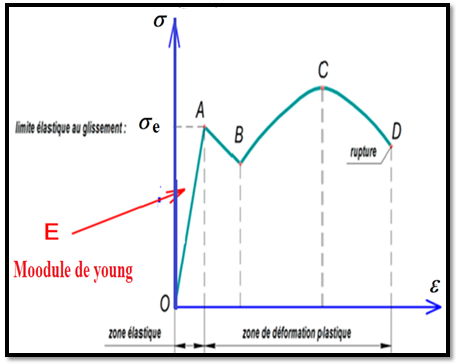 σ
C
A
limite élastique au glissement :
σe
B
D
rupture
E
Moodule de young
O
ε
zone élastique
zone de déformation plastique